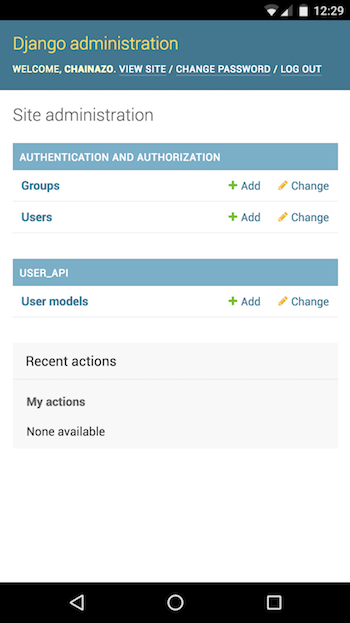 12:29
Django administration
WELCOME, CHAINAZO. VIEW SITE / CHANGE PASSWORD / LOG OUT
Site administration
AUTHENTICATION AND AUTHORIZATION
Groups Add Change
Users Add Change
USER_API
User models Add Change
Recent actions
My actions
None available